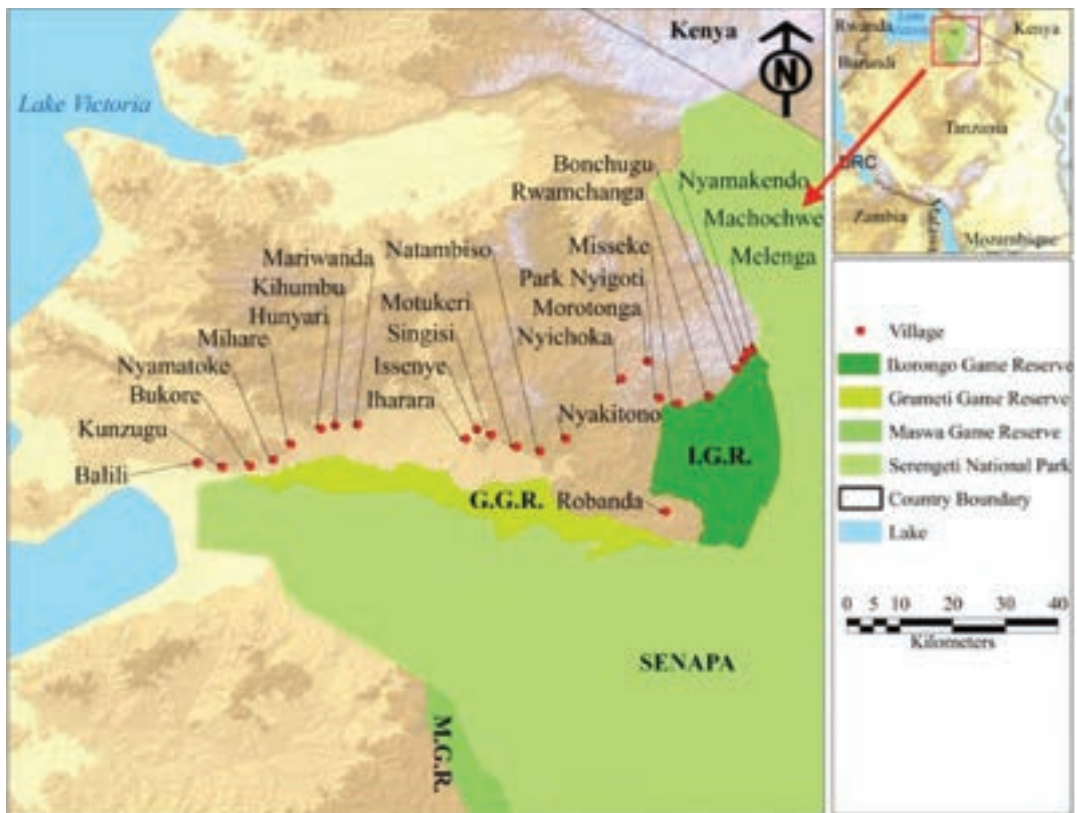 Kenya
N
Lake Victoria
Bonchugu
Rwamchanga
Nyamakendo
Machochwe
Melenga
Misseke
Park Nyigoti
Morotonga
Nyichoka
Natambiso
Mariwanda
Kihumbu
Hunyari
Motukeri
Singisi
Mihare
Issenye
Nyamatoke
Iharara
Bukore
Nyakitono
Kunzugu
Balili
I.G.R.
G.G.R.
Robanda
SENAPA
M.G.R.
Rwanda
Lake
Kenya
Burundi
Tanzania
DRC
Zambia
Mozambique
Village
Ikorongo Game Reserve
Grumeti Game Reserve
Maswa Game Reserve
Serengeti National Park
Country Boundary
Lake
0 5 10 20 30 40
Kilometers